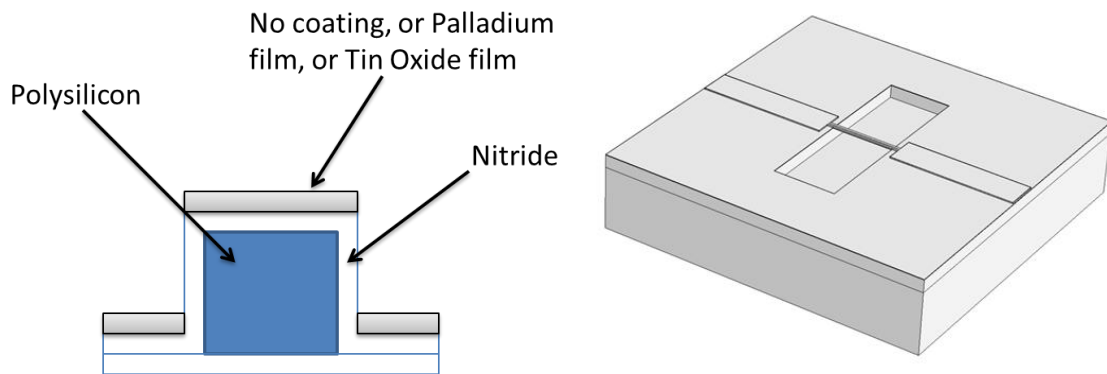 No coating, or Palladium
film, or Tin Oxide film
Polysilicon
Nitride